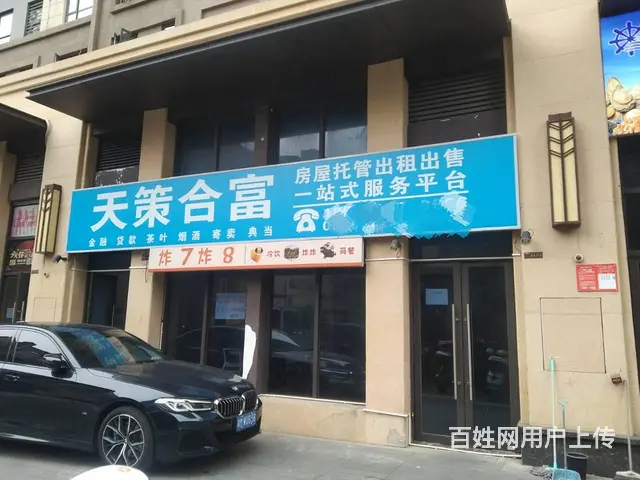 天策合富
房屋托管出租出售
一站式服务平台
金融 贷款 茶叶 烟酒 寄卖 典当
炸7炸8
冷饮 炸炸 简餐
百姓网用户上传